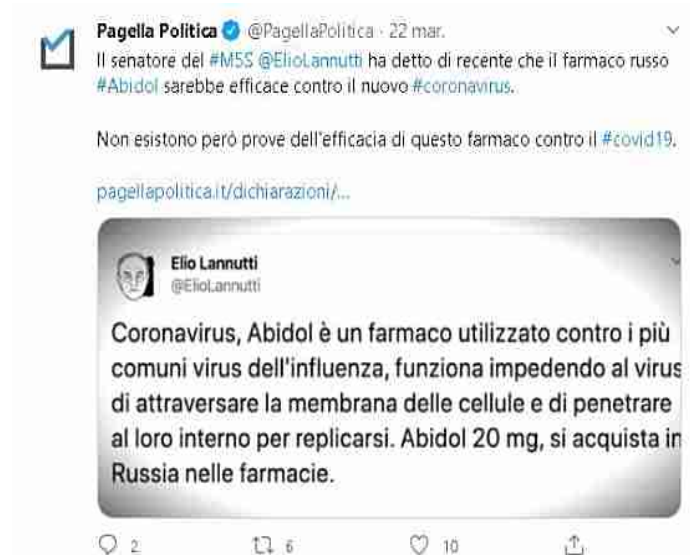 Pagella Politica @PagellaPolitica · 22 mar.
Il senatore del #M5S @ElioLannutti ha detto di recente che il farmaco russo
#Abidol sarebbe efficace contro il nuovo #coronavirus.
Non esistono però prove dell'efficacia di questo farmaco contro il #covid19.
pagellapolitica.it/dichiarazioni/...
Elio Lannutti
@ElioLannutti
Coronavirus, Abidol è un farmaco utilizzato contro i più
comuni virus dell'influenza, funziona impedendo al virus
di attraversare la membrana delle cellule e di penetrare
al loro interno per replicarsi. Abidol 20 mg, si acquista in
Russia nelle farmacie.
2 6 10